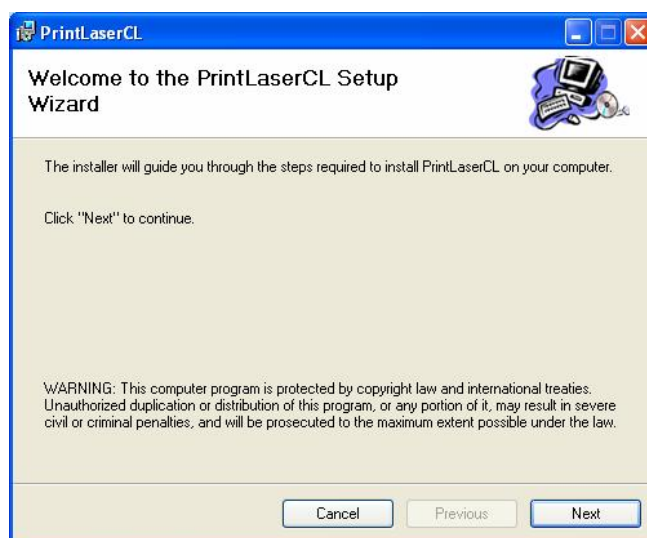 PrintLaserCL
Welcome to the PrintLaserCL Setup
Wizard
The installer will guide you through the steps required to install PrintLaserCL on your computer.
Click "Next" to continue.
WARNING: This computer program is protected by copyright law and international treaties.
Unauthorized duplication or distribution of this program, or any portion of it, may result in severe
civil or criminal penalties, and will be prosecuted to the maximum extent possible under the law.
Cancel Previous Next